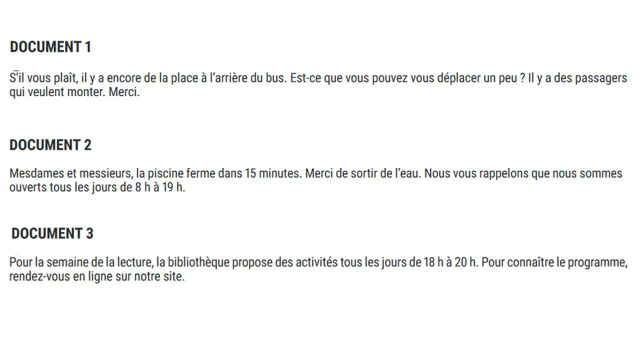 DOCUMENT 1
S'il vous plaît, il y a encore de la place à l'arrière du bus. Est-ce que vous pouvez vous déplacer un peu ? Il y a des passagers
qui veulent monter. Merci.
DOCUMENT 2
Mesdames et messieurs, la piscine ferme dans 15 minutes. Merci de sortir de l'eau. Nous vous rappelons que nous sommes
ouverts tous les jours de 8 h à 19 h.
DOCUMENT 3
Pour la semaine de la lecture, la bibliothèque propose des activités tous les jours de 18 h à 20 h. Pour connaître le programme,
rendez-vous en ligne sur notre site.